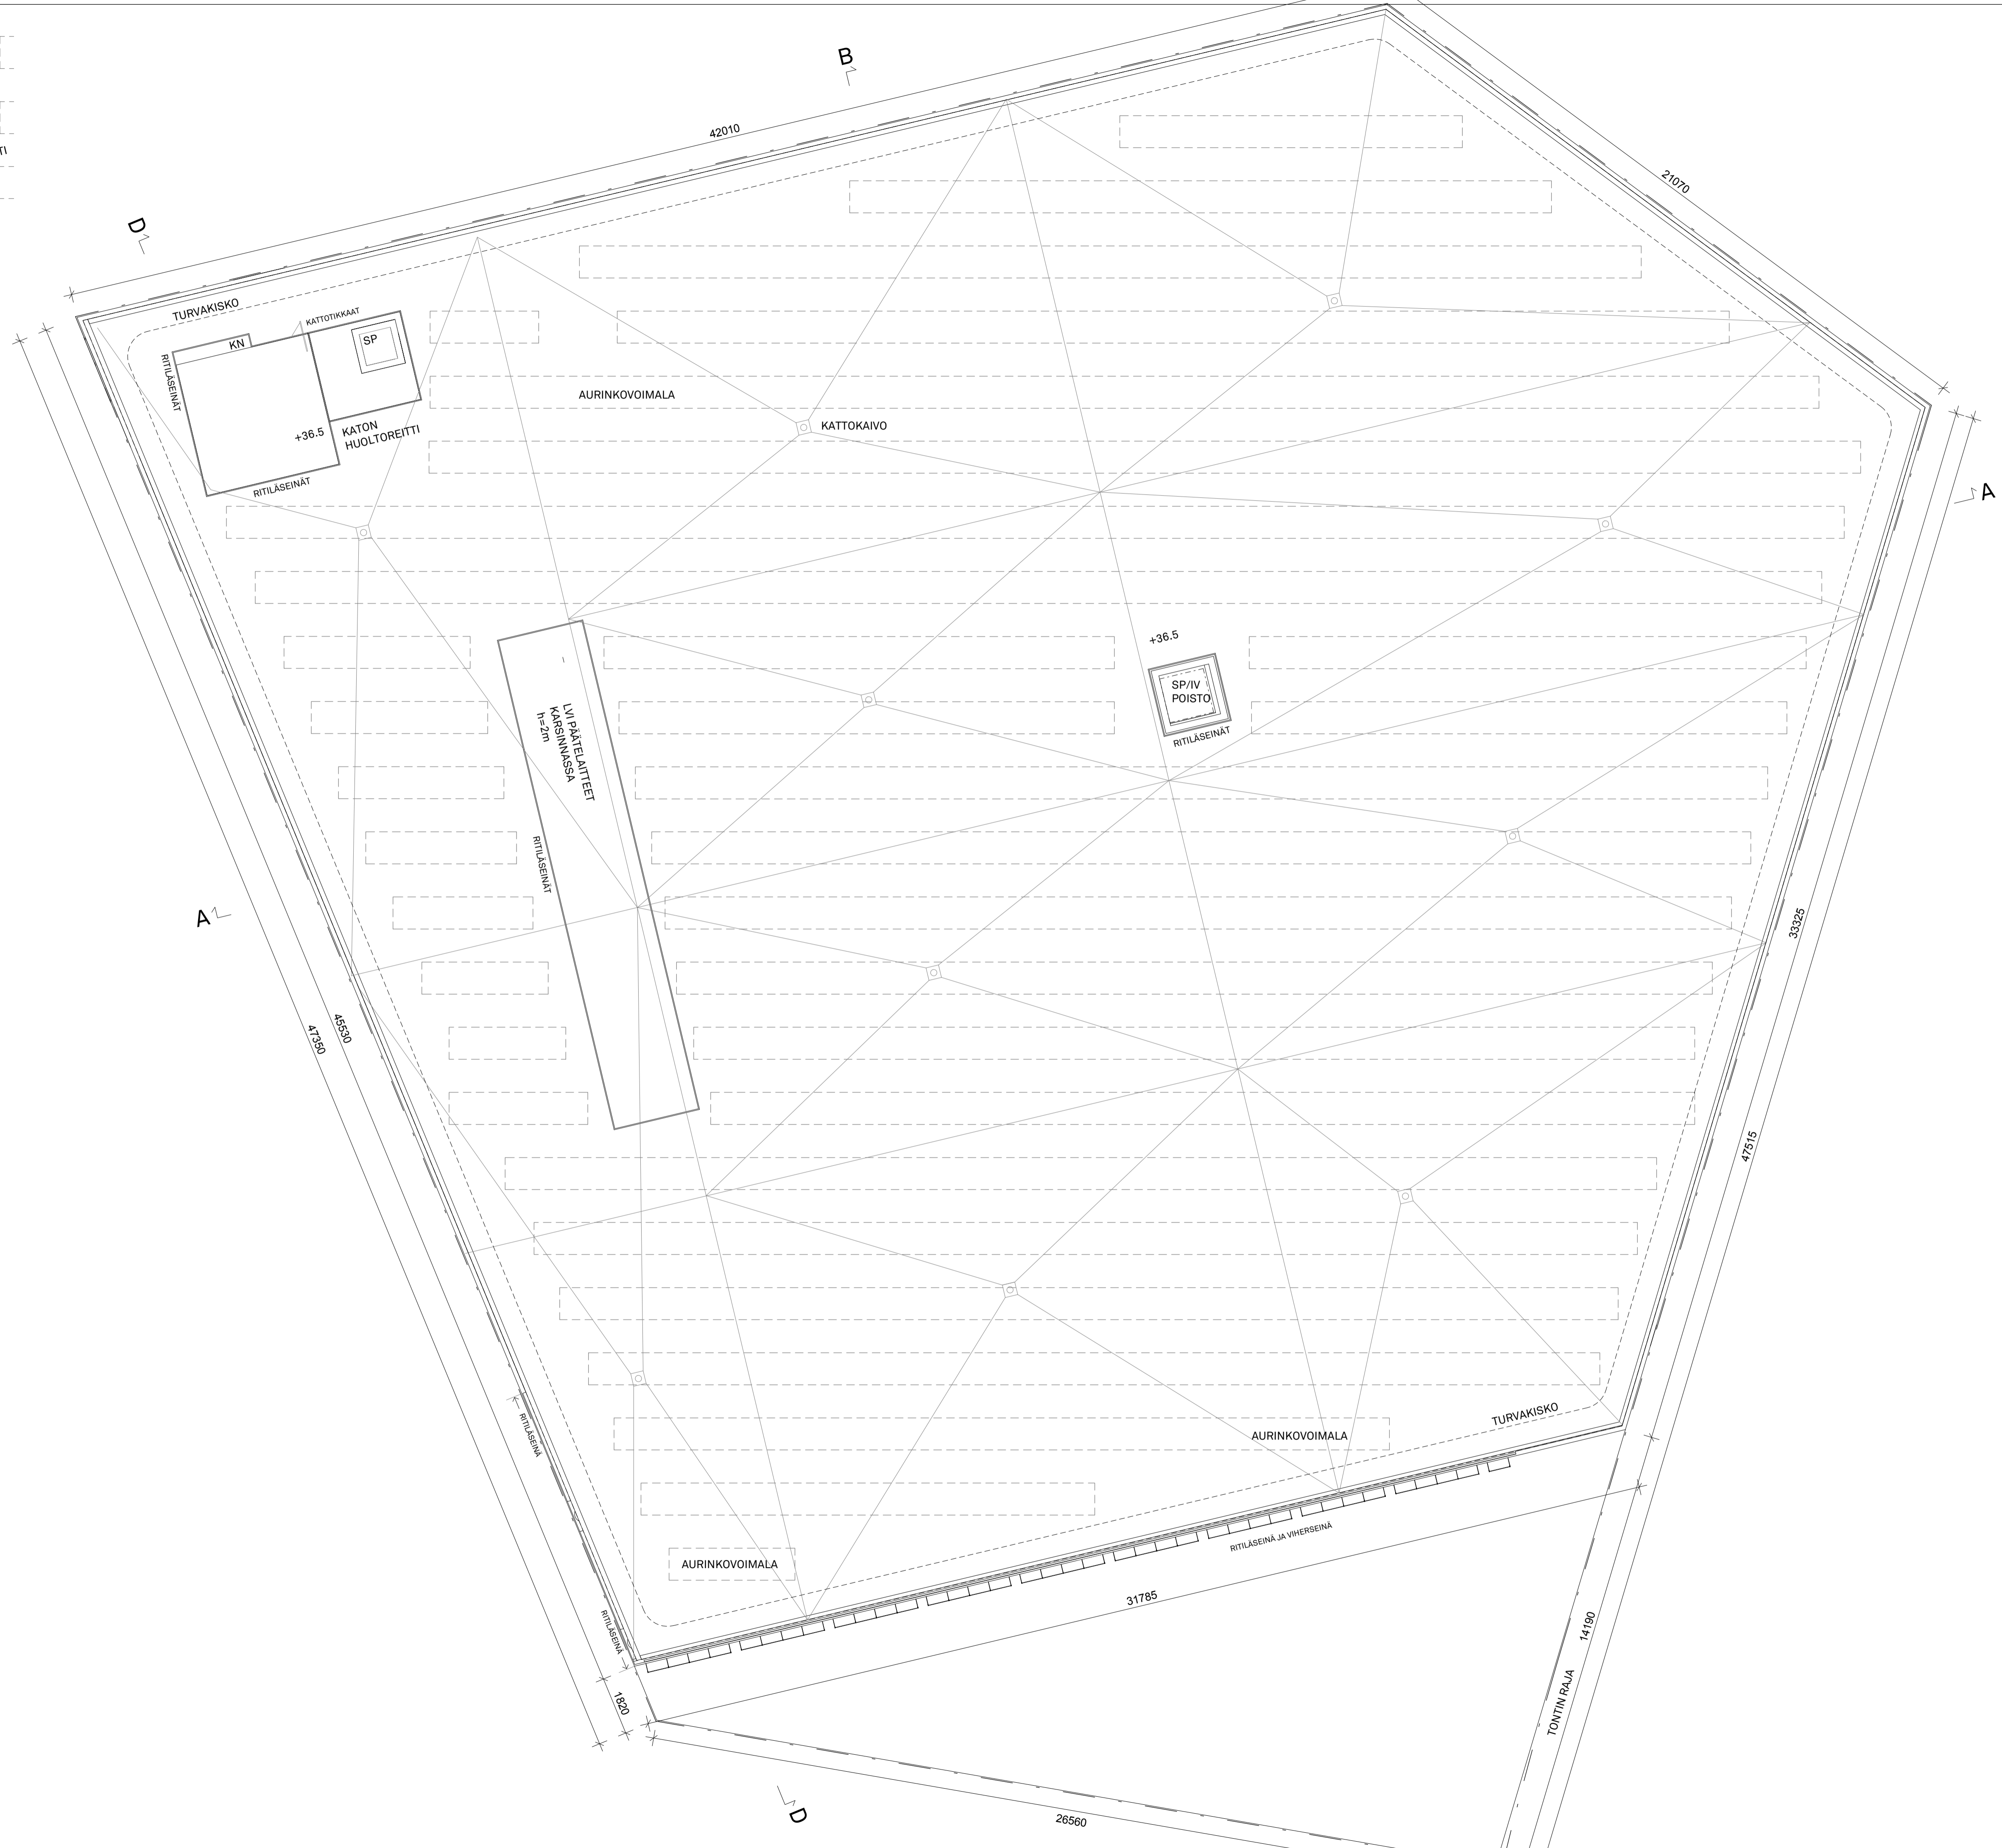 B
42010
21070
TI
D
TURVAKISKO
KATTOTIKKAAT
KN
SP
RITILÄSEINÄT
AURINKOVOIMALA
KATTOKAIVO
+36.5
KATON
HUOLTOREITTI
RITILÄSEINÄT
A
+36.5
SP/IV
POISTO
RITILÄSEINÄT
LVI PÄÄTELAITTEET
KARSINNASSA
h=2m
RITILÄSEINÄT
A
33325
47350
45530
47515
RITILÄSEINÄ
TURVAKISKO
AURINKOVOIMALA
RITILÄSEINÄ JA VIHERSEINÄ
AURINKOVOIMALA
31785
RITILÄSEINÄ
14190
1820
TONTIN RAJA
D
26560